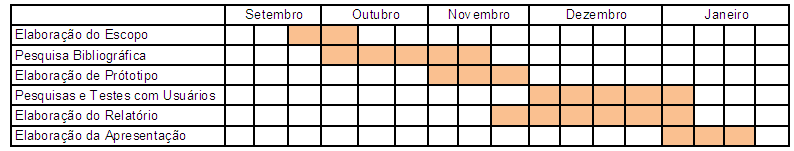 Setembro Outubro Novembro Dezembro Janeiro
Elaboração do Escopo
Pesquisa Bibliográfica
Elaboração de Prótotipo
Pesquisas e Testes com Usuários
Elaboração do Relatório
Elaboração da Apresentação